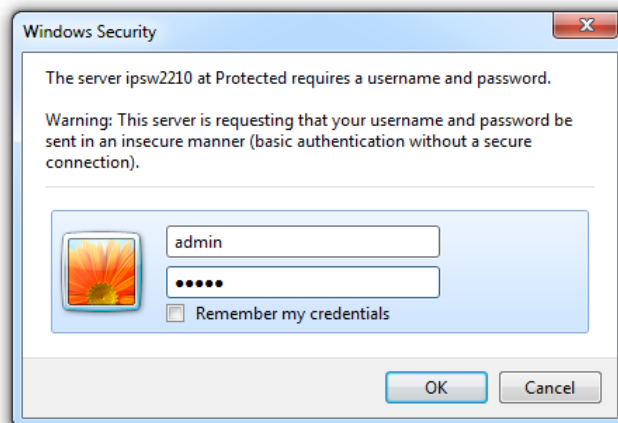 Windows Security
The server ipsw2210 at Protected requires a username and password.
Warning: This server is requesting that your username and password be
sent in an insecure manner (basic authentication without a secure
connection).
admin
●●●●●
Remember my credentials
OK
Cancel